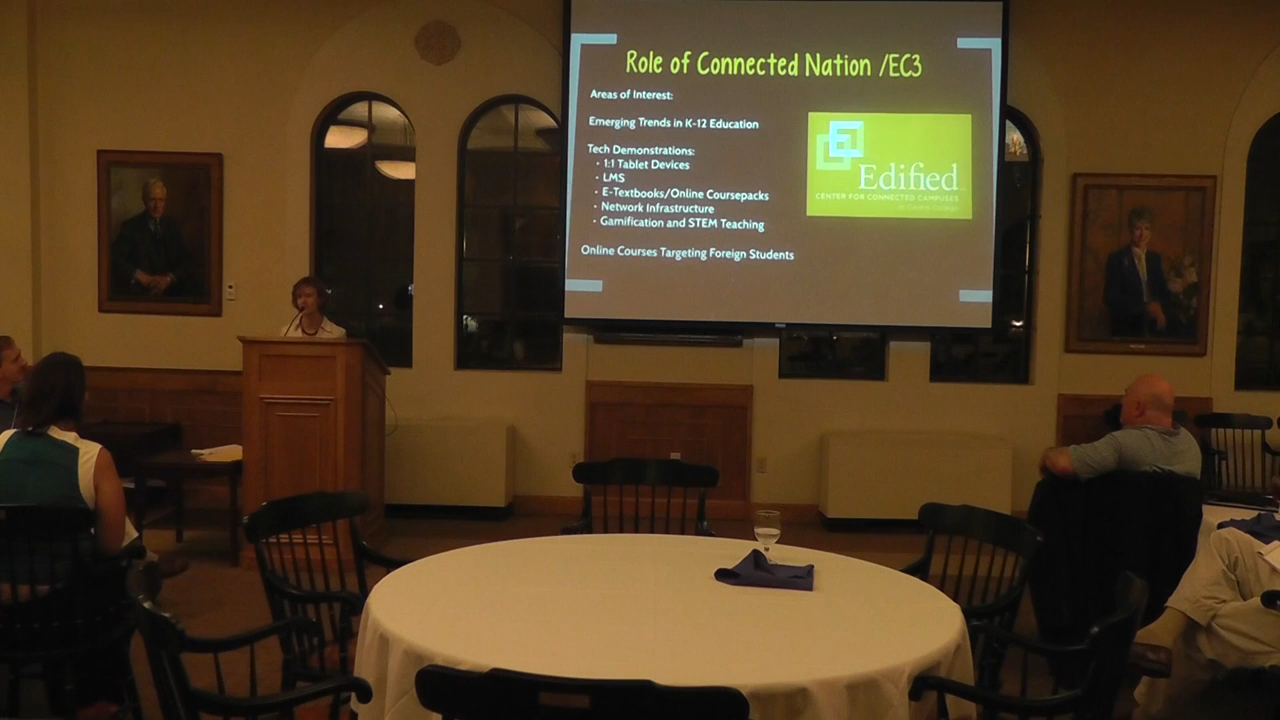 Role of Connected Nation /EC3
Areas of Interest:
Emerging Trends in K-12 Education
Tech Demonstrations:
• 1:1 Tablet Devices
• LMS
• E-Textbooks/Online Coursepacks
• Network Infrastructure
• Gamification and STEM Teaching
Online Courses Targeting Foreign Students
Edified
CENTER FOR CONNECTED CAMPUSES